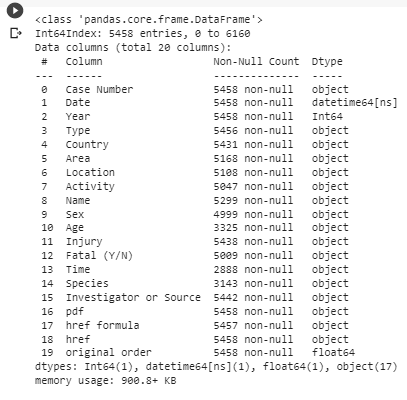 <class 'pandas.core.frame.DataFrame'>
Int64Index: 5458 entries, 0 to 6160
Data columns (total 20 columns):
 #   Column                  Non-Null Count  Dtype
---  ------                  --------------  -----
 0   Case Number             5458 non-null   object
 1   Date                    5458 non-null   datetime64[ns]
 2   Year                    5458 non-null   Int64
 3   Type                    5456 non-null   object
 4   Country                 5431 non-null   object
 5   Area                    5168 non-null   object
 6   Location                5108 non-null   object
 7   Activity                5047 non-null   object
 8   Name                    5299 non-null   object
 9   Sex                     4999 non-null   object
 10  Age                     3325 non-null   object
 11  Injury                  5438 non-null   object
 12  Fatal (Y/N)             5009 non-null   object
 13  Time                    2888 non-null   object
 14  Species                 3143 non-null   object
 15  Investigator or Source  5442 non-null   object
 16  pdf                     5458 non-null   object
 17  href formula            5457 non-null   object
 18  href                    5458 non-null   object
 19  original order          5458 non-null   float64
dtypes: Int64(1), datetime64[ns](1), float64(1), object(17)
memory usage: 900.8+ KB